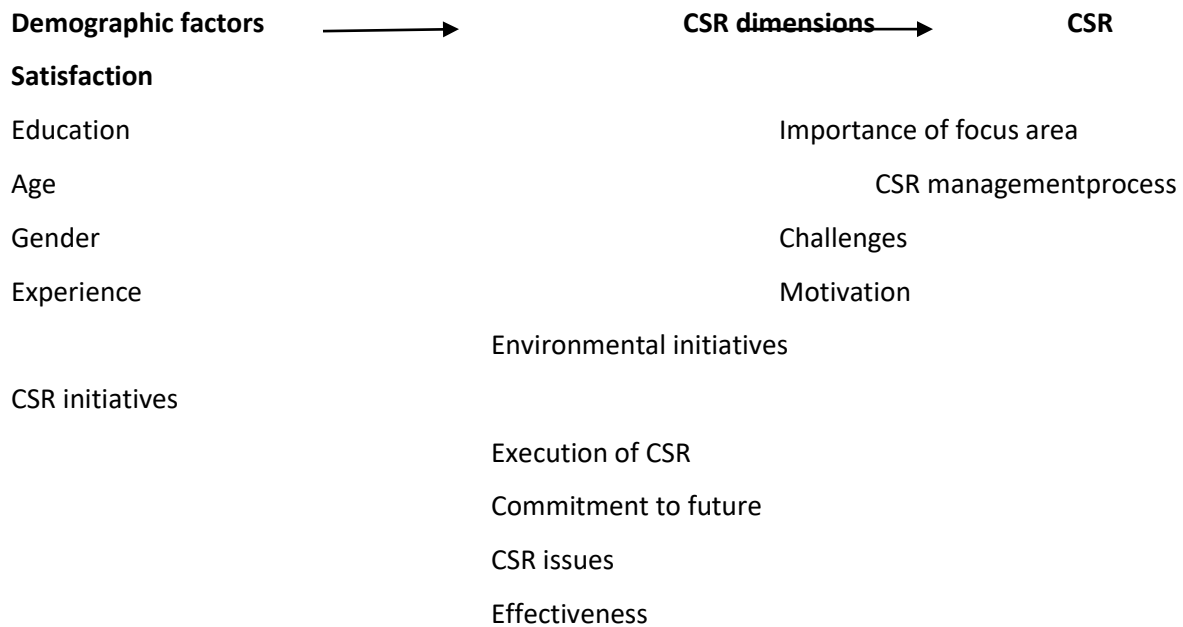 Demographic factors CSR dimensions CSR
Satisfaction
Education Importance of focus area
Age CSR managementprocess
Gender Challenges
Experience Motivation
Environmental initiatives
CSR initiatives
Execution of CSR
Commitment to future
CSR issues
Effectiveness